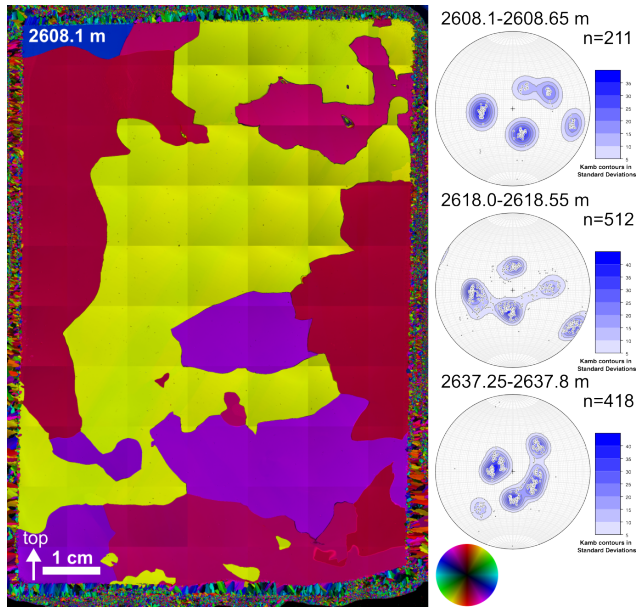 2608.1 m
top
1 cm
2608.1-2608.65 m
n=211
35
30
25
20
15
10
5
Kamb contours in
Standard Deviations
2618.0-2618.55 m
n=512
40
35
30
25
20
15
10
5
Kamb contours in
Standard Deviations
2637.25-2637.8 m
n=418
40
35
30
25
20
15
10
5
Kamb contours in
Standard Deviations